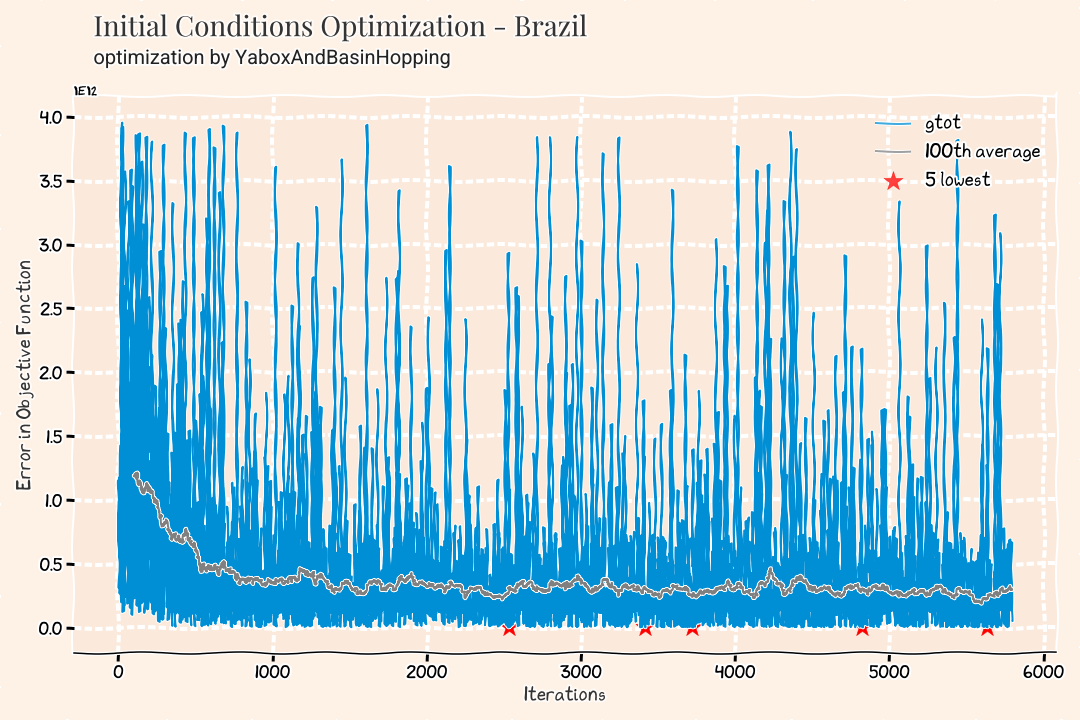 Initial Conditions Optimization - Brazil
optimization by YaboxAndBasinHopping
1E12
4.0
3.5
3.0
2.5
2.0
1.5
1.0
0.5
0.0
Error in Objective Function
gtot
100th average
5 lowest
0 1000 2000 3000 4000 5000 6000
Iterations